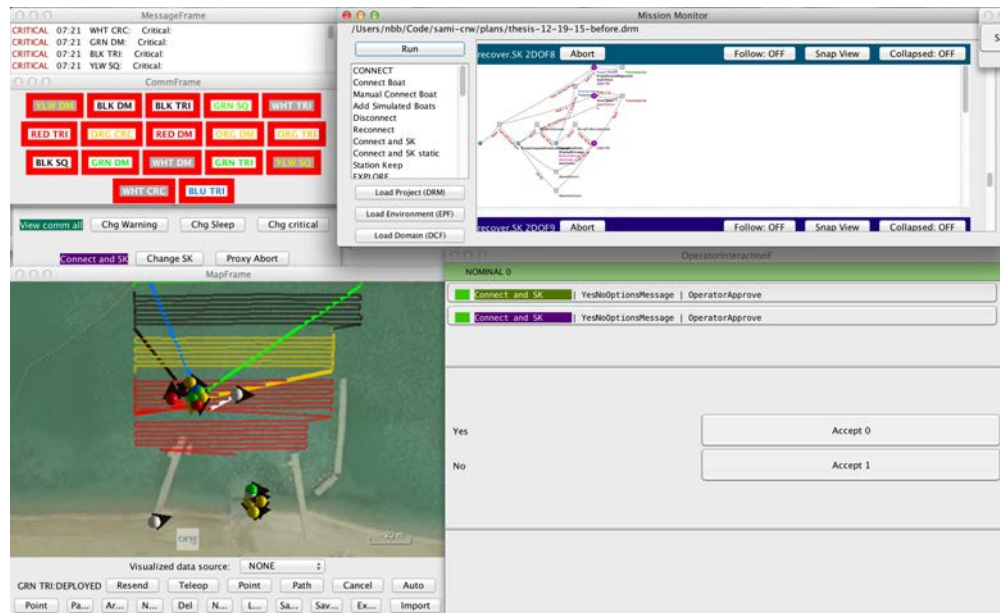 MessageFrame
CRITICAL 07:21 WHT CRC: Critical:
CRITICAL 07:21 GRN DM: Critical:
CRITICAL 07:21 BLK TRI: Critical:
CRITICAL 07:21 YLW SQ: Critical:
CommFrame
YLW DM BLK DM BLK TRI GRN SQ WHT TRI
RED TRI ORG CRC RED DM ORG DM ORG TRI
BLK SQ GRN DM WHT DM GRN TRI YLW SQ
WHT CRC BLU TRI
View comm all Chg Warning Chg Sleep Chg critical
Connect and SK Change SK Proxy Abort
Mission Monitor
/Users/nbb/Code/sami-crw/plans/thesis-12-19-15-before.drm
Run
CONNECT
Connect Boat
Manual Connect Boat
Add Simulated Boats
Disconnect
Reconnect
Connect and SK
Connect and SK static
Station Keep
EXPLORE
Load Project (DRM)
Load Environment (EPF)
Load Domain (DCF)
recover.SK 2DOF8 Abort Follow: OFF Snap View Collapsed: OFF
recover.SK 2DOF9 Abort Follow: OFF Snap View Collapsed: OFF
S
MapFrame
bing
20 m
Visualized data source: NONE
GRN TRI:DEPLOYED Resend Teleop Point Path Cancel Auto
Point Pa... Ar... N... Del N... L... Sa... Sav... Ex... Import
OperatorInteractionF
NOMINAL 0
Connect and SK | YesNoOptionsMessage | OperatorApprove
Connect and SK | YesNoOptionsMessage | OperatorApprove
Yes Accept 0
No Accept 1